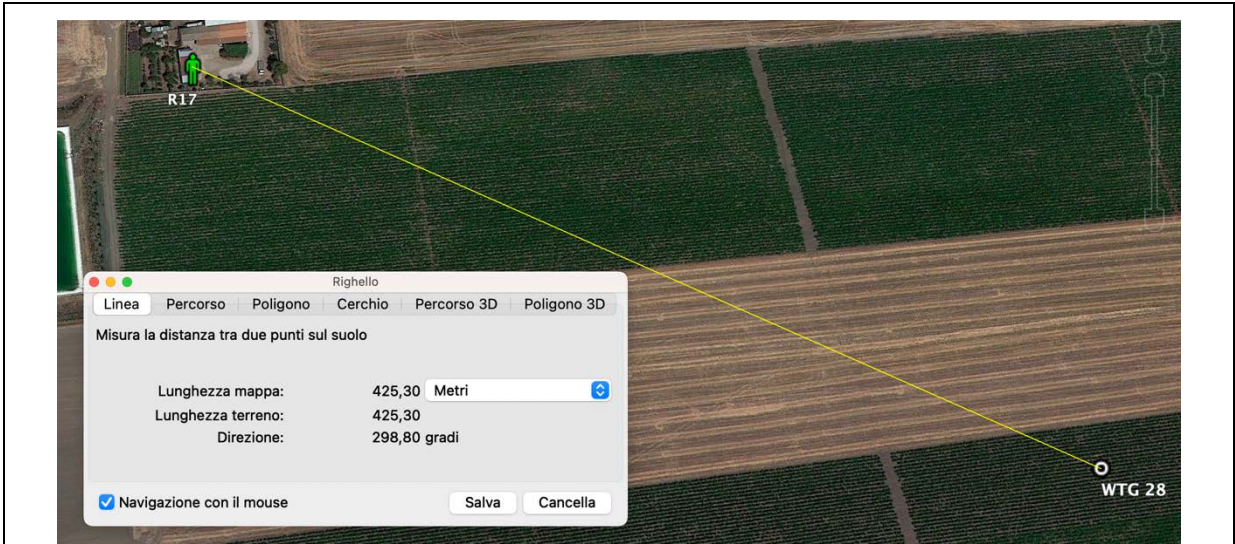 R17
Righello
Linea Percorso Poligono Cerchio Percorso 3D Poligono 3D
Misura la distanza tra due punti sul suolo
Lunghezza mappa: 425,30 Metri
Lunghezza terreno: 425,30
Direzione: 298,80 gradi
Navigazione con il mouse Salva Cancella
WTG 28